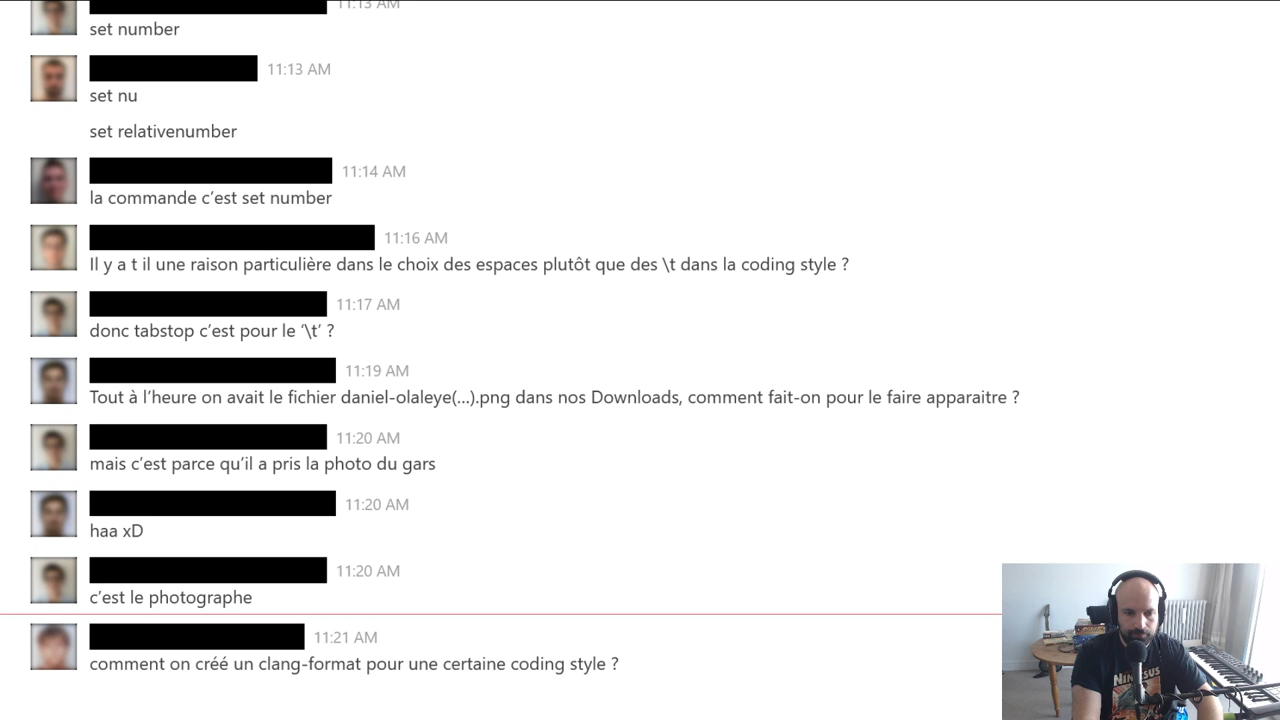 11:13 AM
set number
11:13 AM
set nu
set relativenumber
11:14 AM
la commande c'est set number
11:16 AM
Il y a t il une raison particulière dans le choix des espaces plutôt que des \t dans la coding style ?
11:17 AM
donc tabstop c'est pour le '\t' ?
11:19 AM
Tout à l'heure on avait le fichier daniel-olaleye(...).png dans nos Downloads, comment fait-on pour le faire apparaitre ?
11:20 AM
mais c'est parce qu'il a pris la photo du gars
11:20 AM
haa xD
11:20 AM
c'est le photographe
11:21 AM
comment on créé un clang-format pour une certaine coding style ?